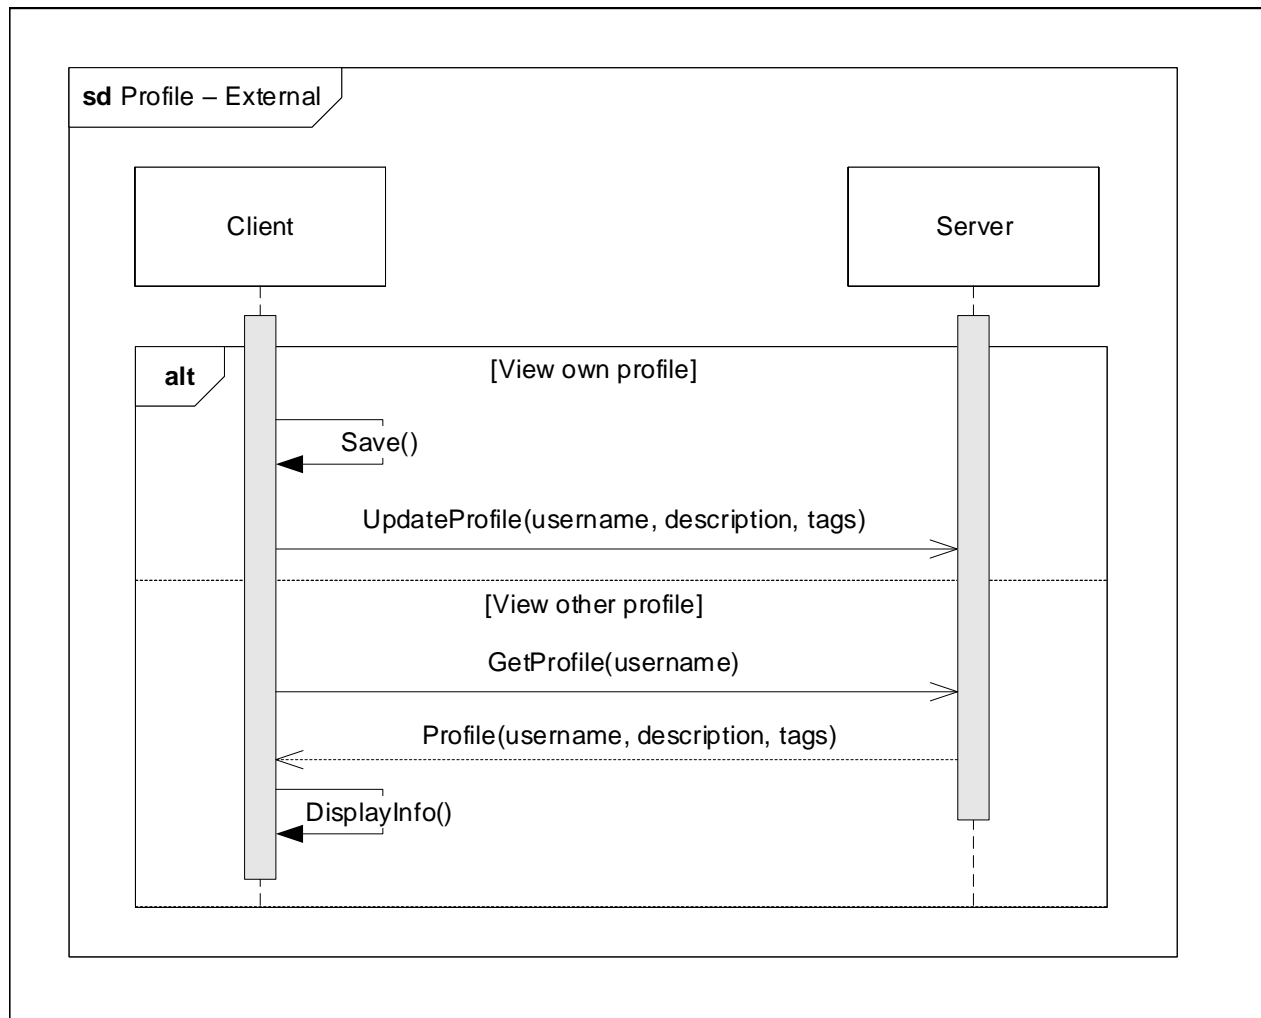 sd Profile – External
Client
Server
alt
[View own profile]
Save()
UpdateProfile(username, description, tags)
[View other profile]
GetProfile(username)
Profile(username, description, tags)
DisplayInfo()